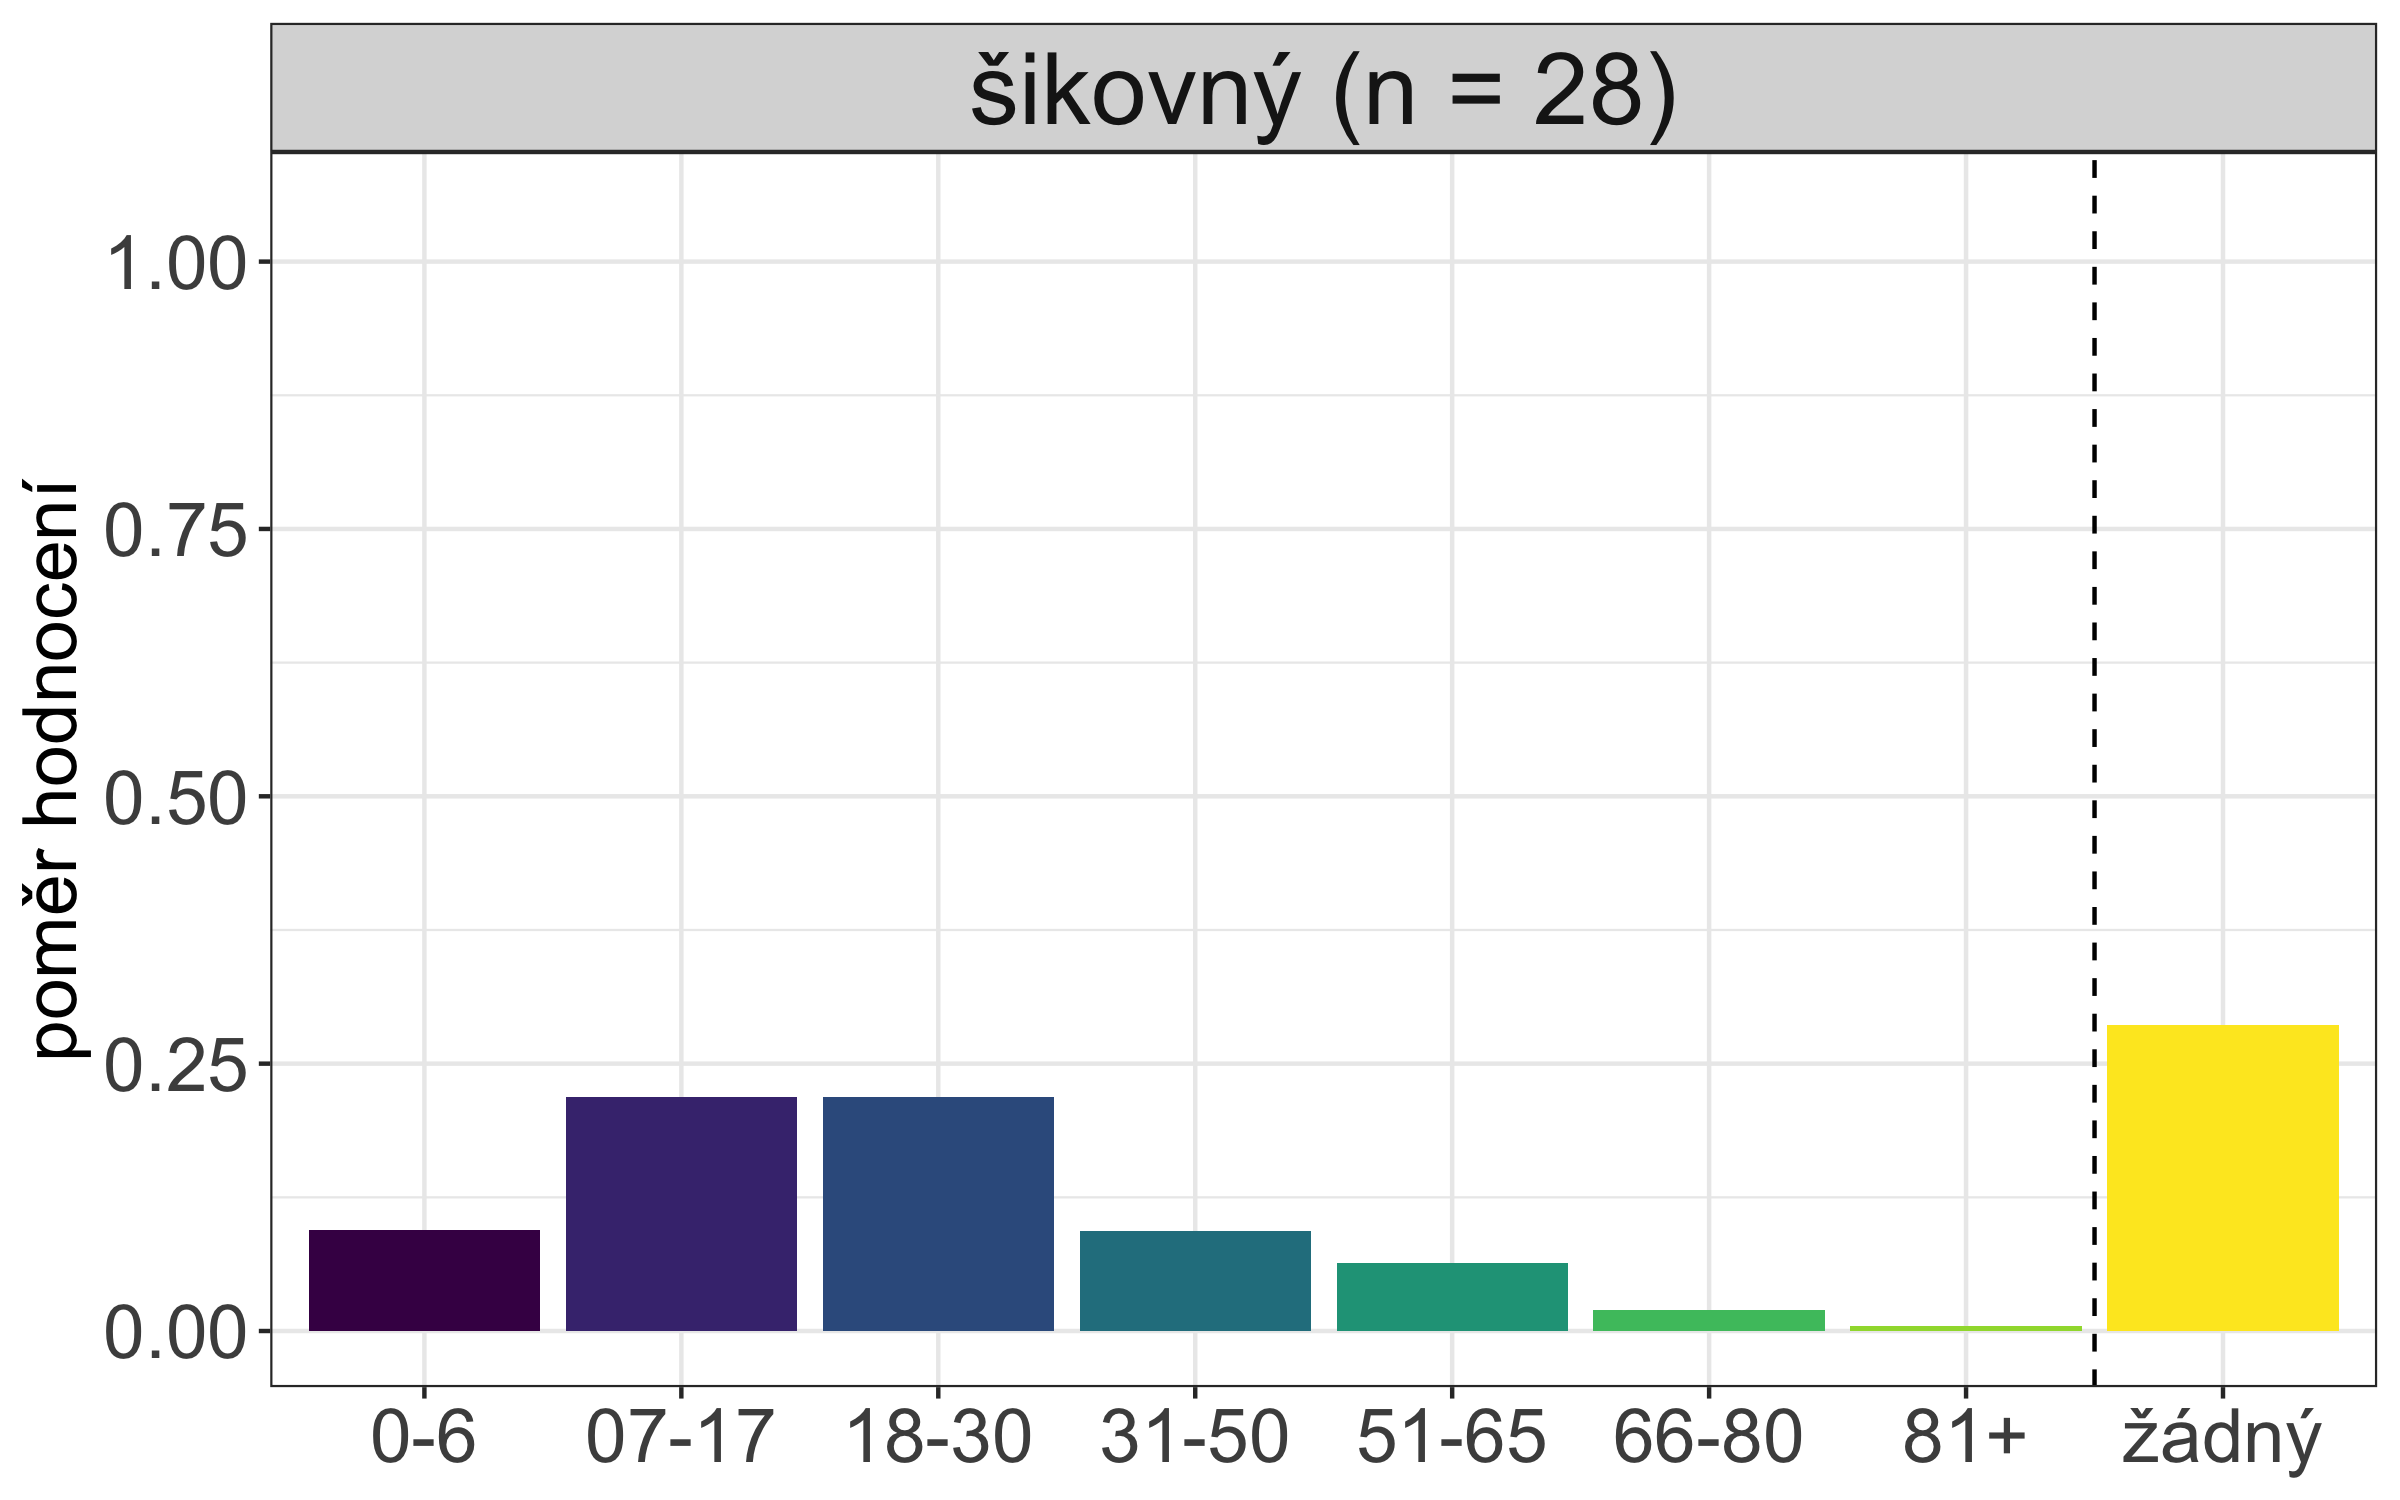 šikovný (n = 28)
poměr hodnocení
1.00
0.75
0.50
0.25
0.00
0-6 07-17 18-30 31-50 51-65 66-80 81+ žádný